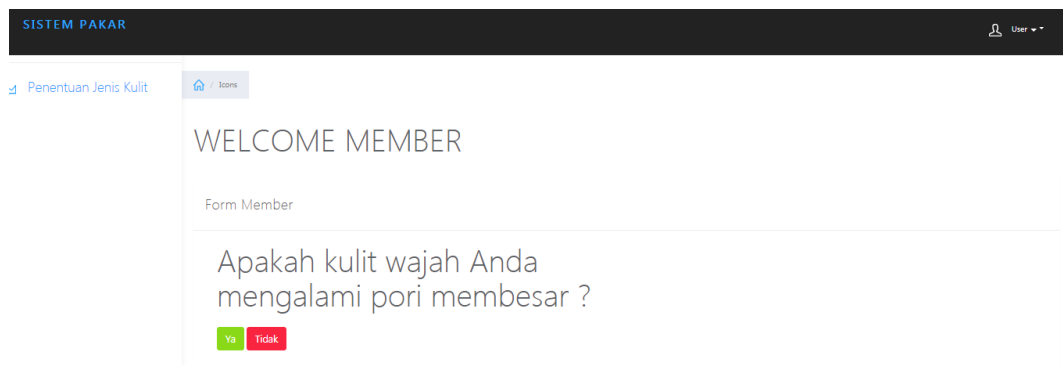 SISTEM PAKAR
User
Penentuan Jenis Kulit
/ Icons
WELCOME MEMBER
Form Member
Apakah kulit wajah Anda
mengalami pori membesar ?
Ya Tidak